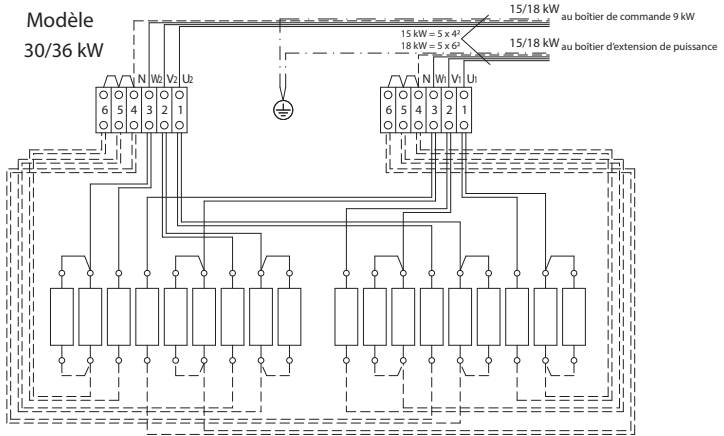 Modèle
30/36 kW
15/18 kW au boîtier de commande 9 kW
15 kW = 5 x 4²
18 kW = 5 x 6²
15/18 kW au boîtier d'extension de puissance
N W2 V2 U2
6 5 4 3 2 1
N W1 V1 U1
6 5 4 3 2 1